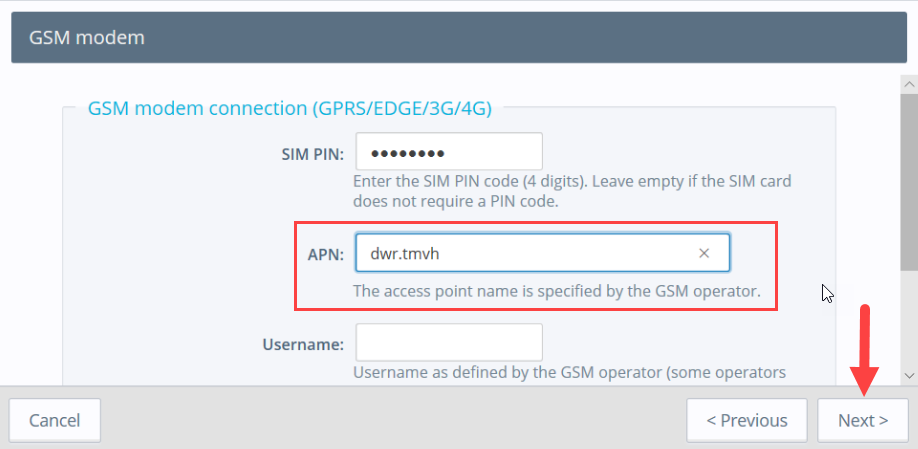 GSM modem
GSM modem connection (GPRS/EDGE/3G/4G)
SIM PIN: ••••••••
Enter the SIM PIN code (4 digits). Leave empty if the SIM card
does not require a PIN code.
APN: dwr.tmvh ×
The access point name is specified by the GSM operator.
Username:
Username as defined by the GSM operator (some operators
Cancel < Previous Next >